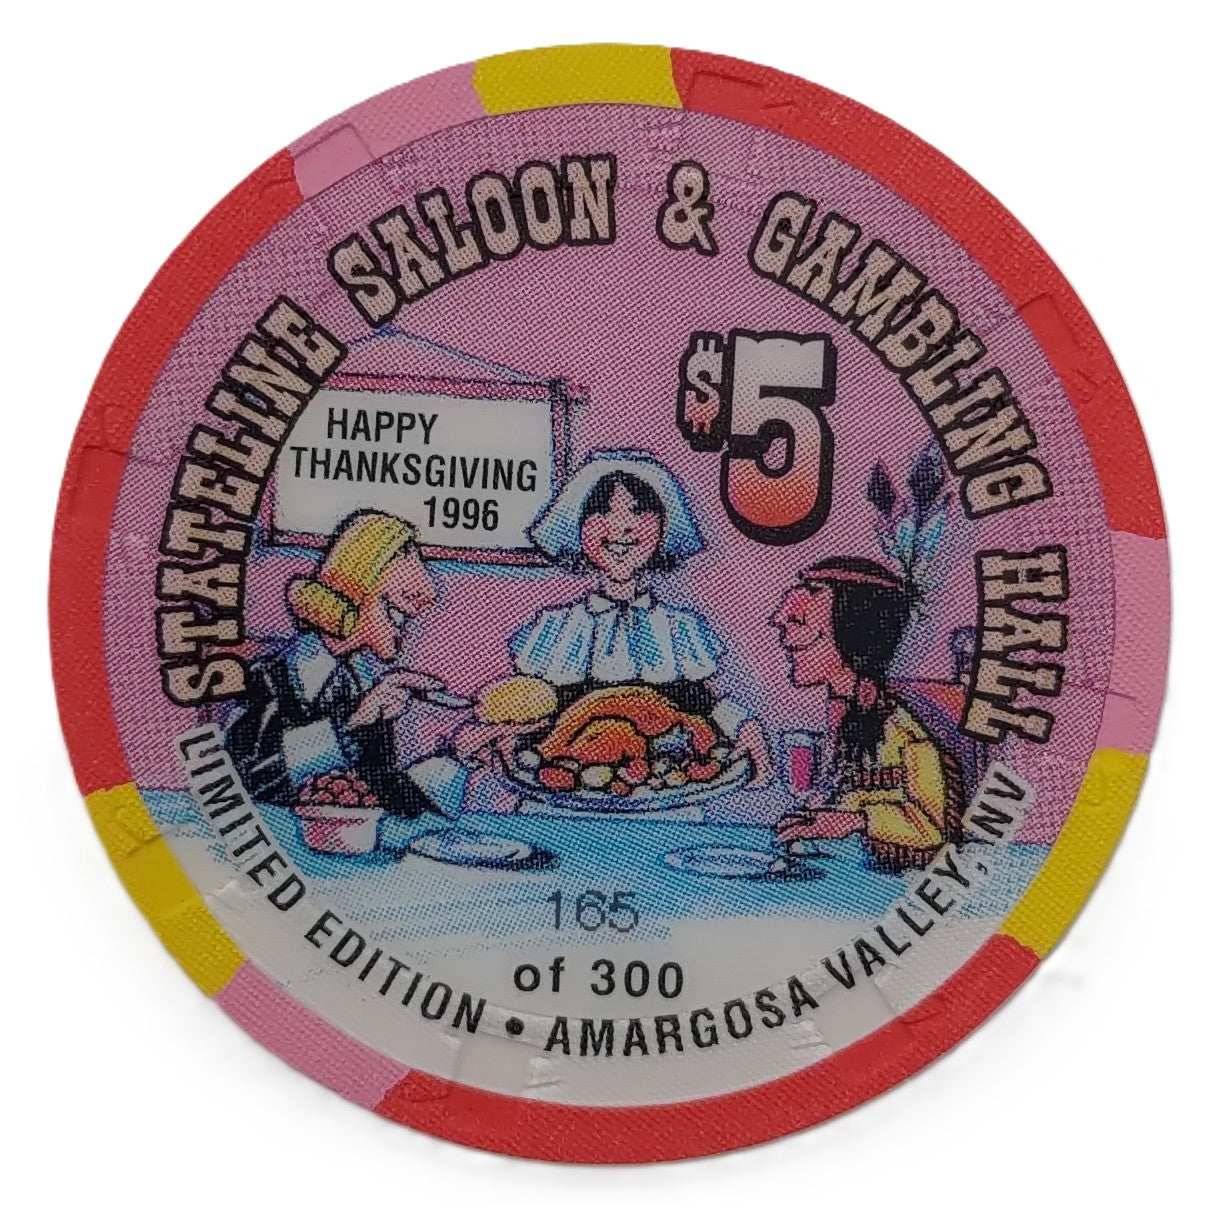 STATELINE SALOON & GAMBLING HALL
$5
HAPPY
THANKSGIVING
1996
165
of 300
LIMITED EDITION • AMARGOSA VALLEY, NV